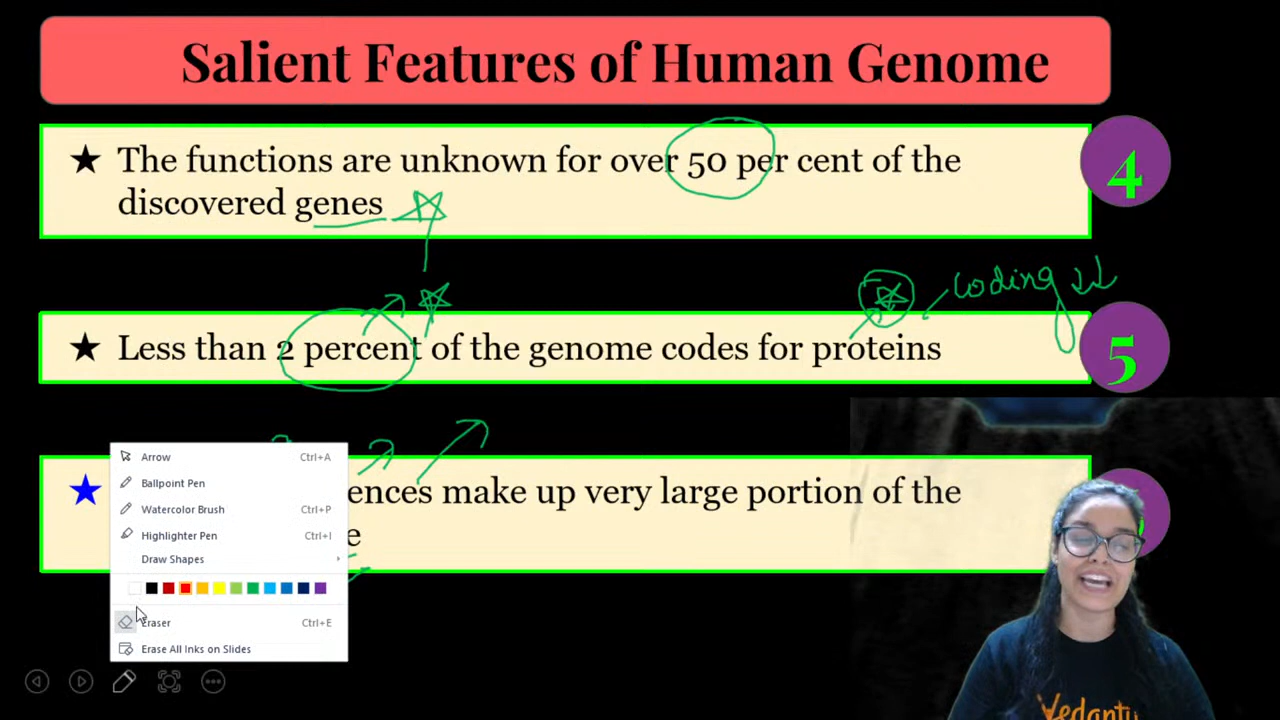 Salient Features of Human Genome
★ The functions are unknown for over 50 per cent of the
discovered genes
4
coding
★ Less than 2 percent of the genome codes for proteins
5
Arrow Ctrl+A
Ballpoint Pen
★ ences make up very large portion of the
Watercolor Brush Ctrl+P
Highlighter Pen Ctrl+I
e
Draw Shapes
Eraser Ctrl+E
Erase All Inks on Slides
Vedantu